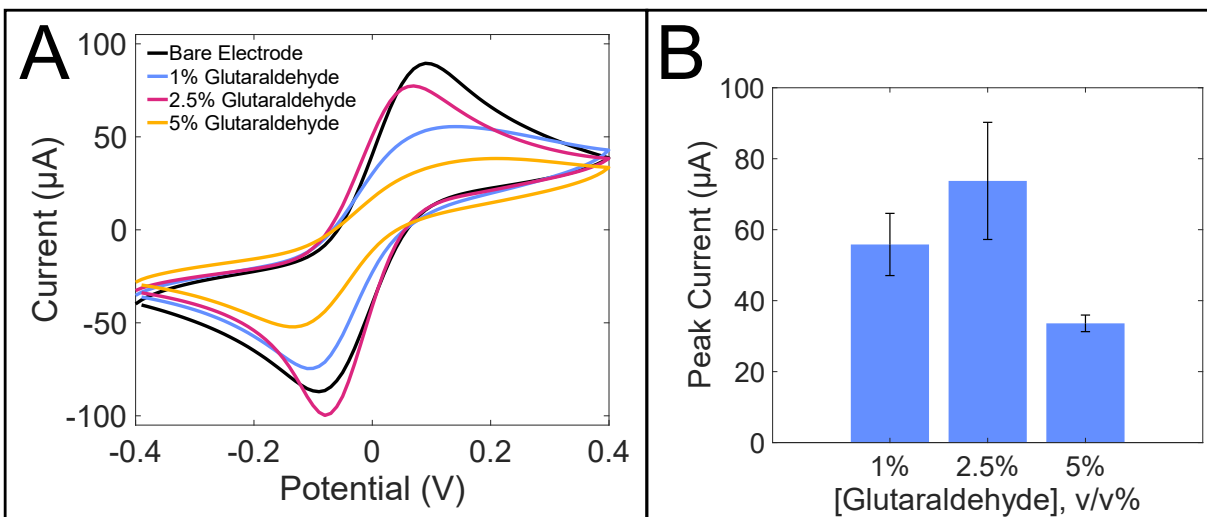 A
Bare Electrode
1% Glutaraldehyde
2.5% Glutaraldehyde
5% Glutaraldehyde
100
50
0
-50
-100
Current (µA)
-0.4
-0.2
0
0.2
0.4
Potential (V)
B
100
80
60
40
20
0
Peak Current (µA)
1%
2.5%
5%
[Glutaraldehyde], v/v%